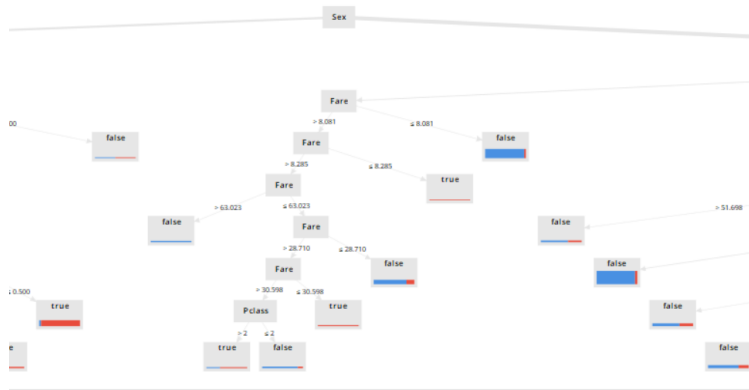 Sex
Fare
> 8.081
≤ 8.081
00
false
Fare
false
> 8.285
≤ 8.285
Fare
true
> 63.023
≤ 63.023
> 51.698
false
Fare
false
> 28.710
≤ 28.710
Fare
false
false
≤ 0.500
> 30.598
≤ 30.598
true
Pclass
true
false
> 2
≤ 2
e
true
false
false